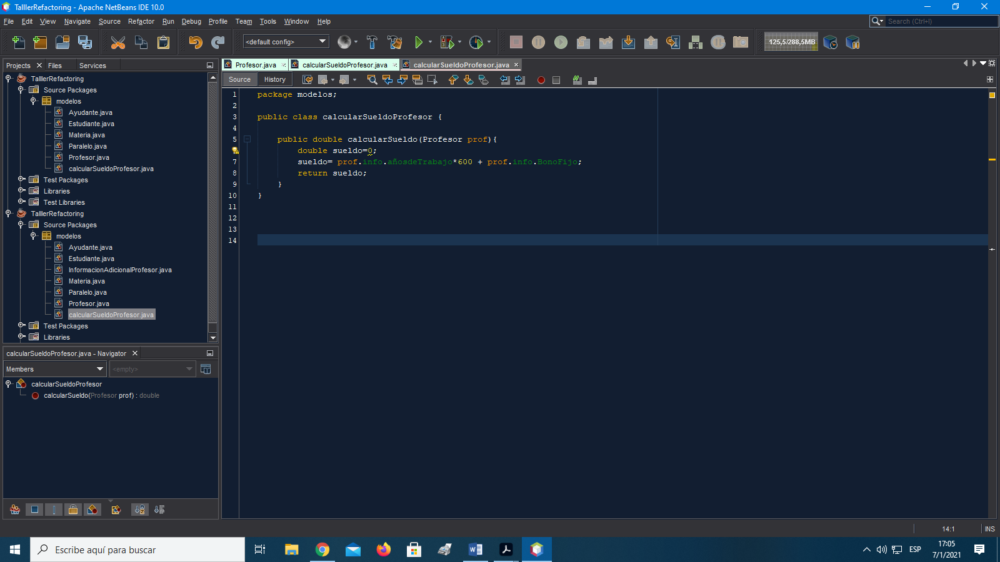 TalllerRefactoring - Apache NetBeans IDE 10.0
File Edit View Navigate Source Refactor Run Debug Profile Team Tools Window Help
Search (Ctrl+I)
<default config>
125,5/288,5MB
Projects Files Services
Profesor.java calcularSueldoProfesor.java calcularSueldoProfesor.java
Source History
TalllerRefactoring
Source Packages
modelos
Ayudante.java
Estudiante.java
Materia.java
Paralelo.java
Profesor.java
calcularSueldoProfesor.java
Test Packages
Libraries
Test Libraries
TalllerRefactoring
Source Packages
modelos
Ayudante.java
Estudiante.java
InformacionAdicionalProfesor.java
Materia.java
Paralelo.java
Profesor.java
calcularSueldoProfesor.java
Test Packages
Libraries
1 package modelos;
2
3 public class calcularSueldoProfesor {
4
5 public double calcularSueldo(Profesor prof){
double sueldo=0;
7 sueldo= prof.info.añosdeTrabajo*600 + prof.info.BonoFijo;
8 return sueldo;
9 }
10 }
11
12
13
14
calcularSueldoProfesor.java - Navigator
Members <empty>
calcularSueldoProfesor
calcularSueldo(Profesor prof) : double
14:1 INS
Escribe aquí para buscar
ESP
17:05
7/1/2021